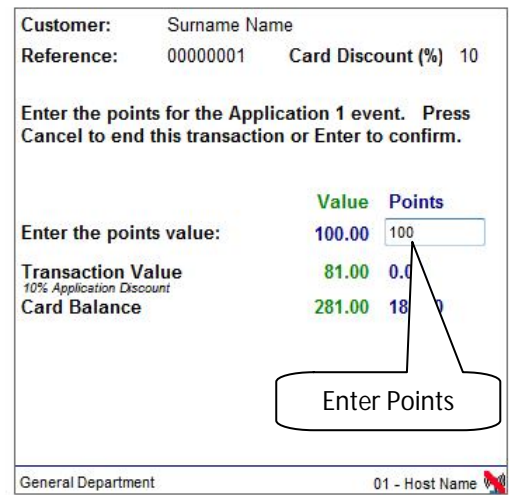 Customer: Surname Name
Reference: 00000001 Card Discount (%) 10
Enter the points for the Application 1 event. Press
Cancel to end this transaction or Enter to confirm.
Value Points
Enter the points value: 100.00 100
Transaction Value 81.00
10% Application Discount
Card Balance 281.00
Enter Points
General Department 01 - Host Name